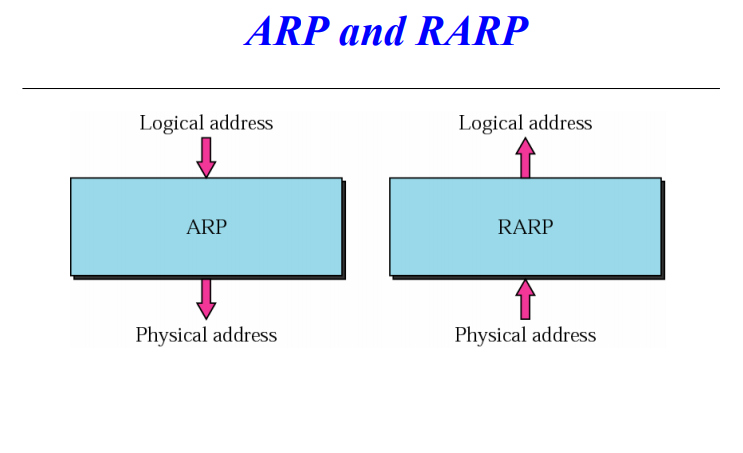 ARP and RARP
Logical address
Logical address
ARP
RARP
Physical address
Physical address